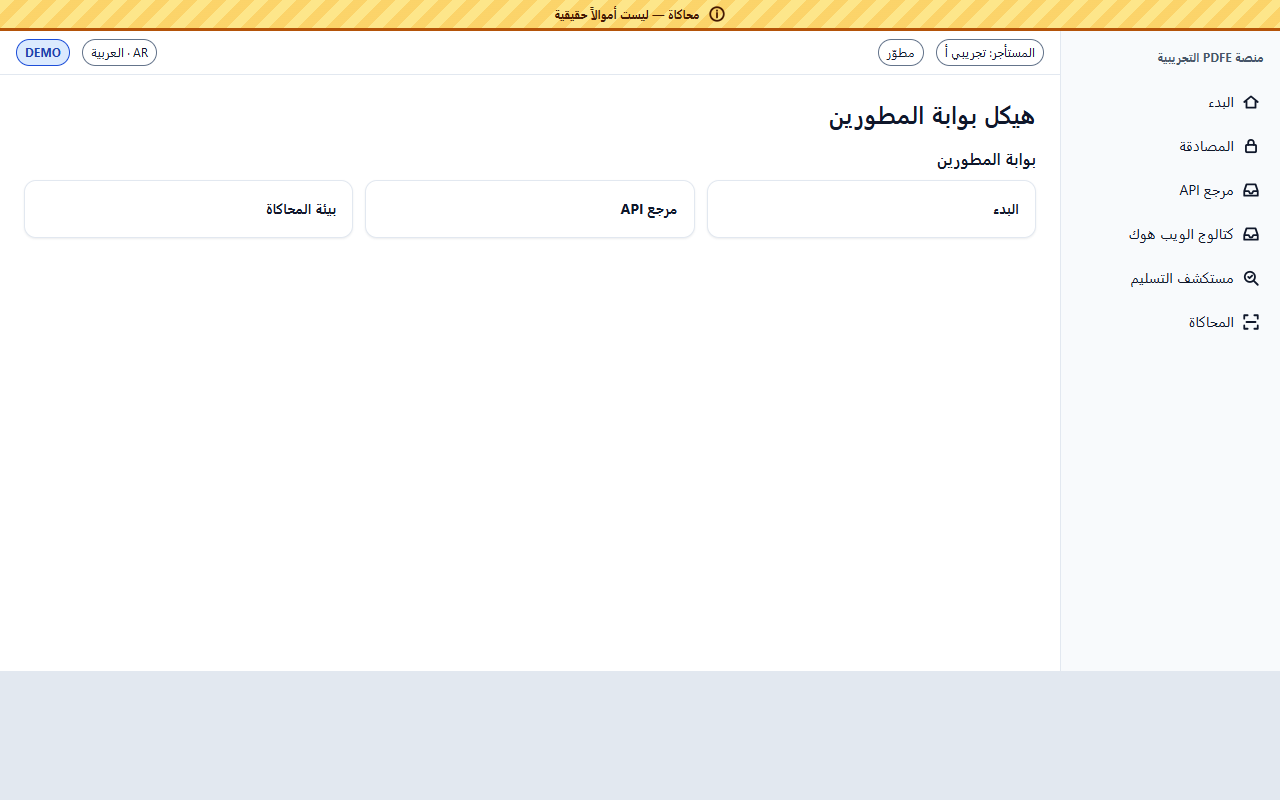 محاكاة — ليست أموالاً حقيقية
منصة PDFE التجريبية
البدء
المصادقة
مرجع API
كتالوج الويب هوك
مستكشف التسليم
المحاكاة
المستأجر: تجريبي أ
مطوّر
AR · العربية
DEMO
هيكل بوابة المطورين
بوابة المطورين
البدء
مرجع API
بيئة المحاكاة